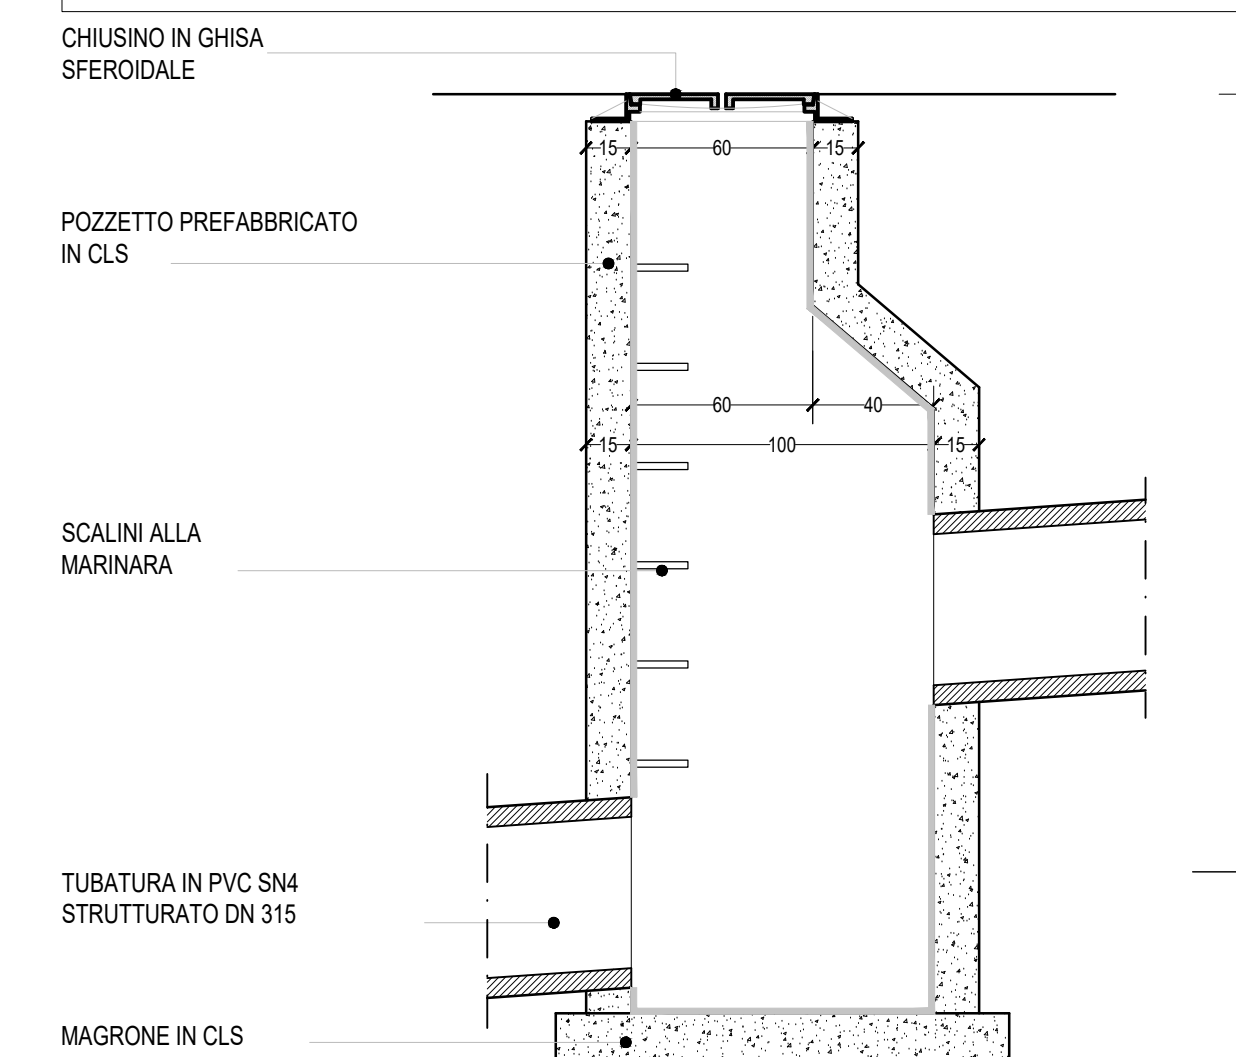 CHIUSINO IN GHISA
SFEROIDALE
15 60 15
POZZETTO PREFABBRICATO
IN CLS
60 40
15 100 15
SCALINI ALLA
MARINARA
TUBATURA IN PVC SN4
STRUTTURATO DN 315
MAGRONE IN CLS